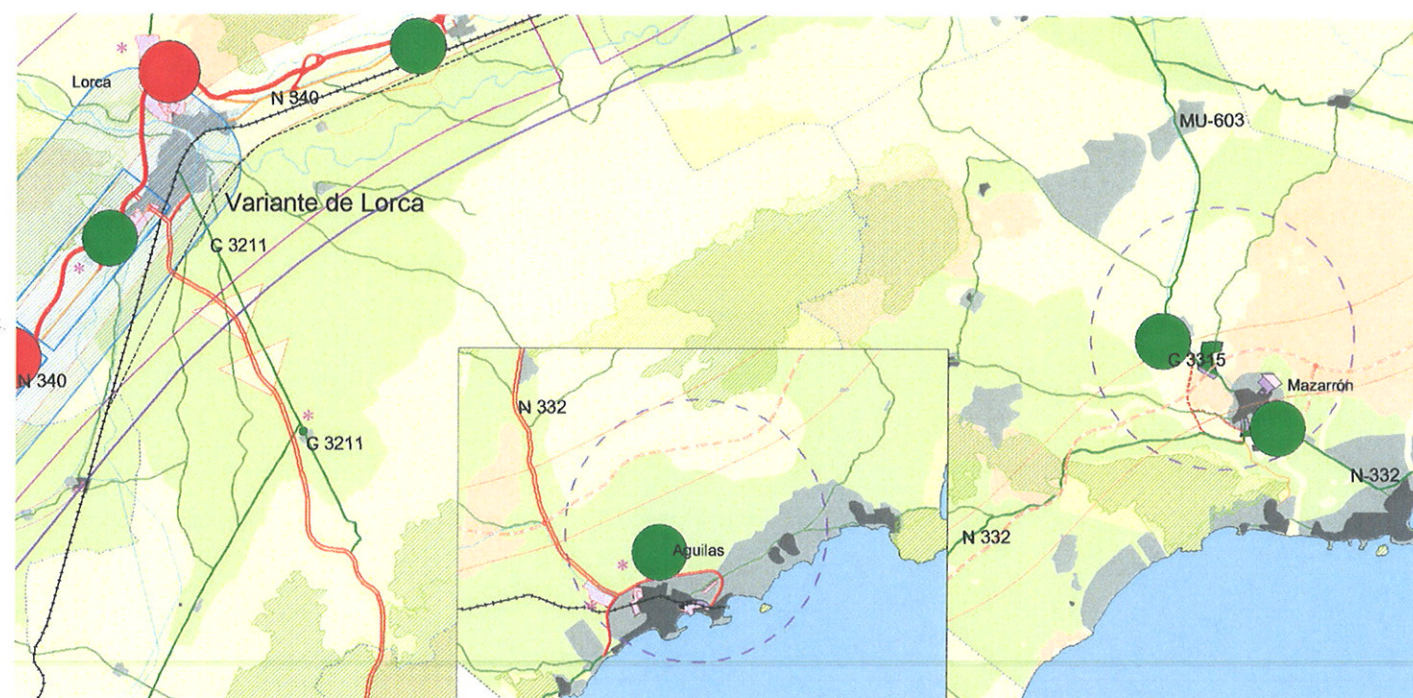 Lorca
N 340
MU-603
Variante de Lorca
C 3211
C 3315
N 340
Mazarrón
N 332
C 3211
N-332
N 332
Aguilas